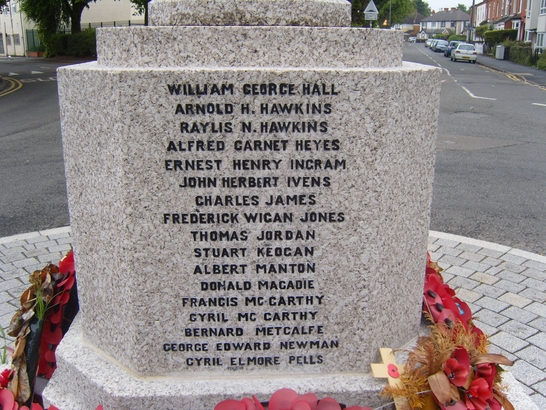 WILLIAM GEORGE HALL
ARNOLD H. HAWKINS
RAYLIS N. HAWKINS
ALFRED GARNET HEYES
ERNEST HENRY INGRAM
JOHN HERBERT IVENS
CHARLES JAMES
FREDERICK WIGAN JONES
THOMAS JORDAN
STUART KEOGAN
ALBERT MANTON
DONALD MACADIE
FRANCIS MC CARTHY
CYRIL MC CARTHY
BERNARD METCALFE
GEORGE EDWARD NEWMAN
CYRIL ELMORE PELLS